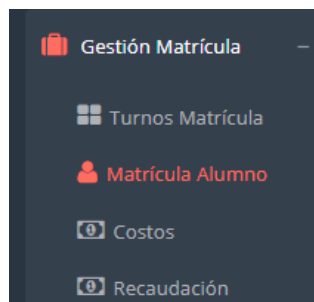 Gestión Matrícula
Turnos Matrícula
Matrícula Alumno
Costos
Recaudación